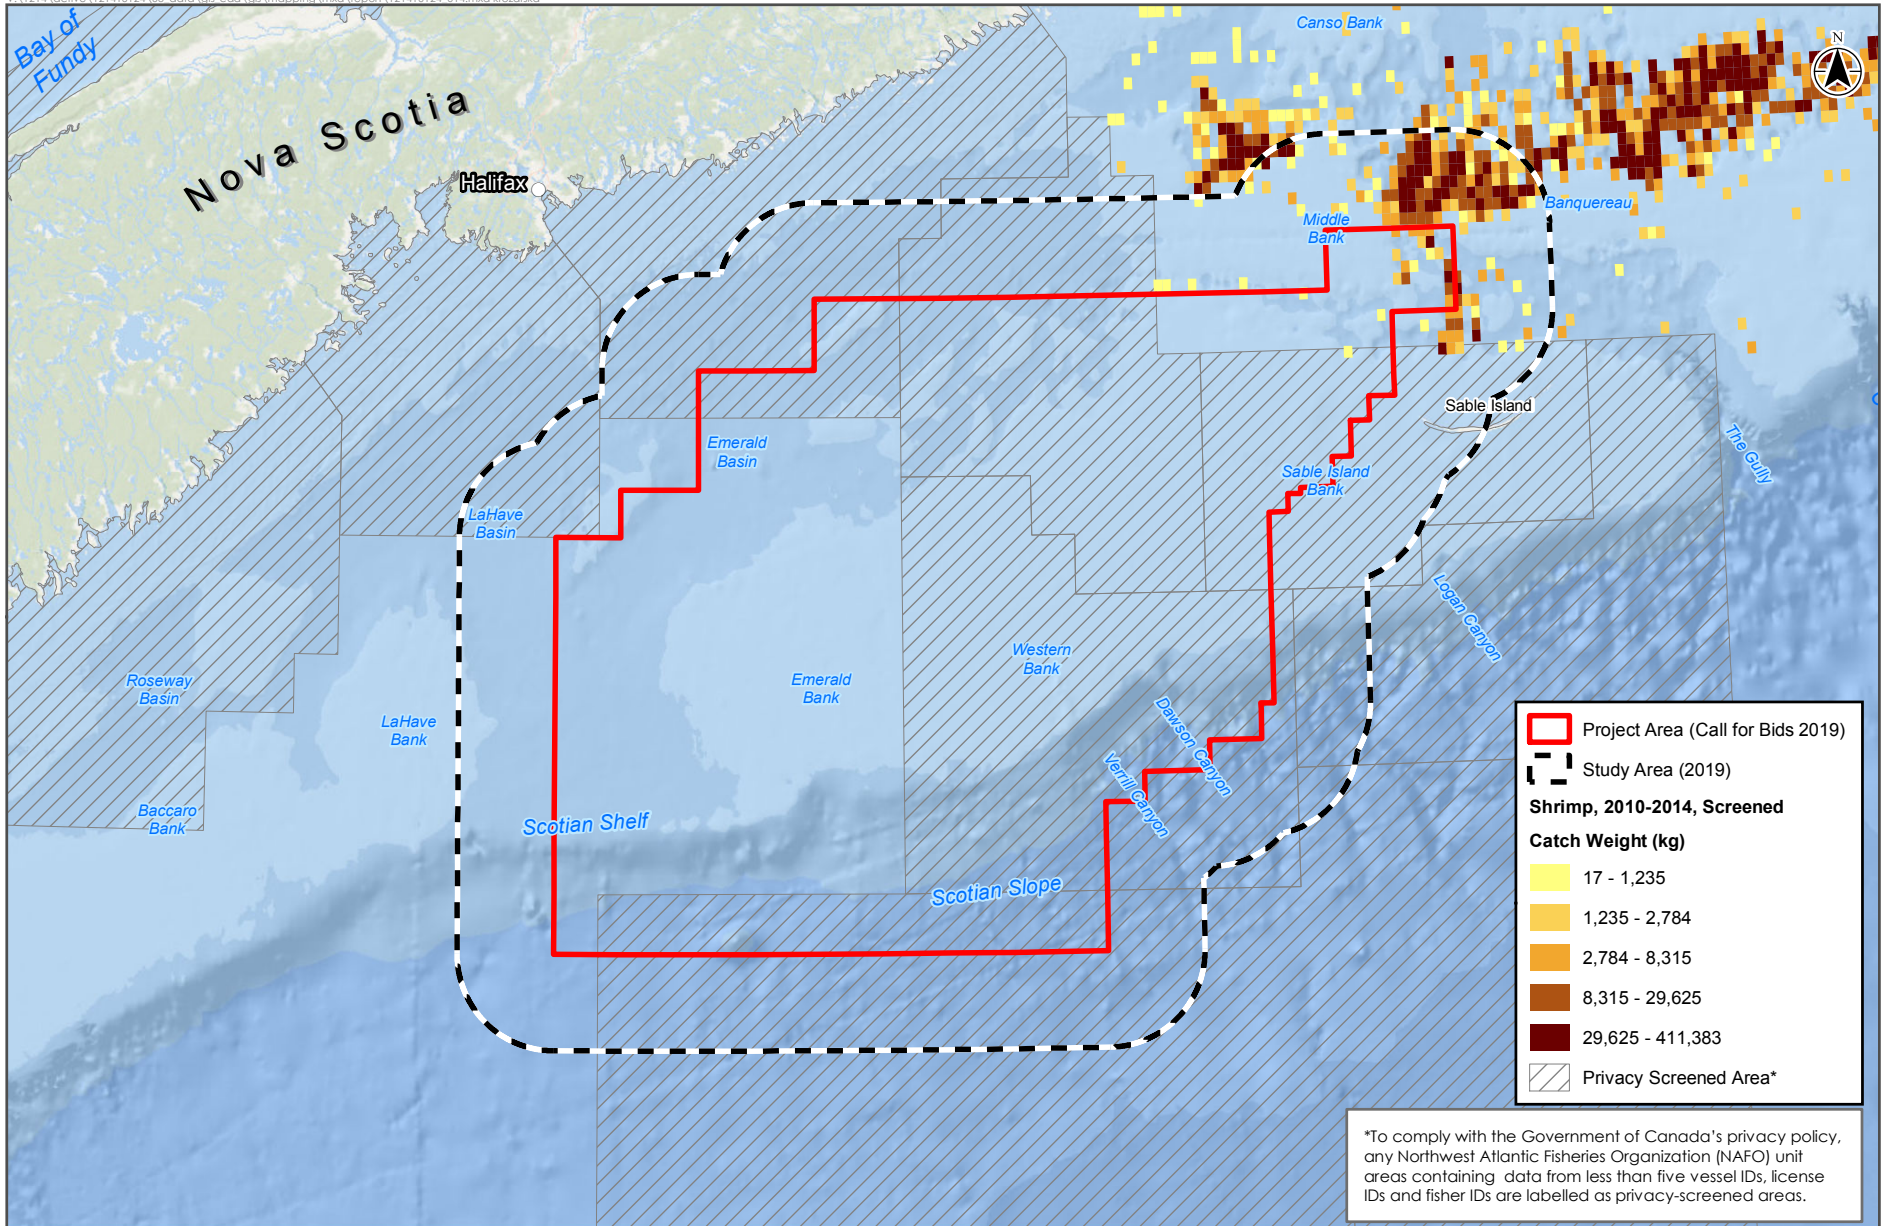 Canso Bank
N
Bay of
Fundy
Nova Scotia
Halifax
Banquereau
Middle
Bank
Sable Island
Emerald
Basin
The Gully
Sable Island
Bank
LaHave
Basin
Logan Canyon
Western
Bank
Roseway
Basin
Emerald
Bank
LaHave
Bank
Dawson Canyon
Verrill Canyon
Baccaro
Bank
Scotian Shelf
Scotian Slope
Project Area (Call for Bids 2019)
Study Area (2019)
Shrimp, 2010-2014, Screened
Catch Weight (kg)
17 - 1,235
1,235 - 2,784
2,784 - 8,315
8,315 - 29,625
29,625 - 411,383
Privacy Screened Area*
*To comply with the Government of Canada's privacy policy,
any Northwest Atlantic Fisheries Organization (NAFO) unit
areas containing data from less than five vessel IDs, license
IDs and fisher IDs are labelled as privacy-screened areas.